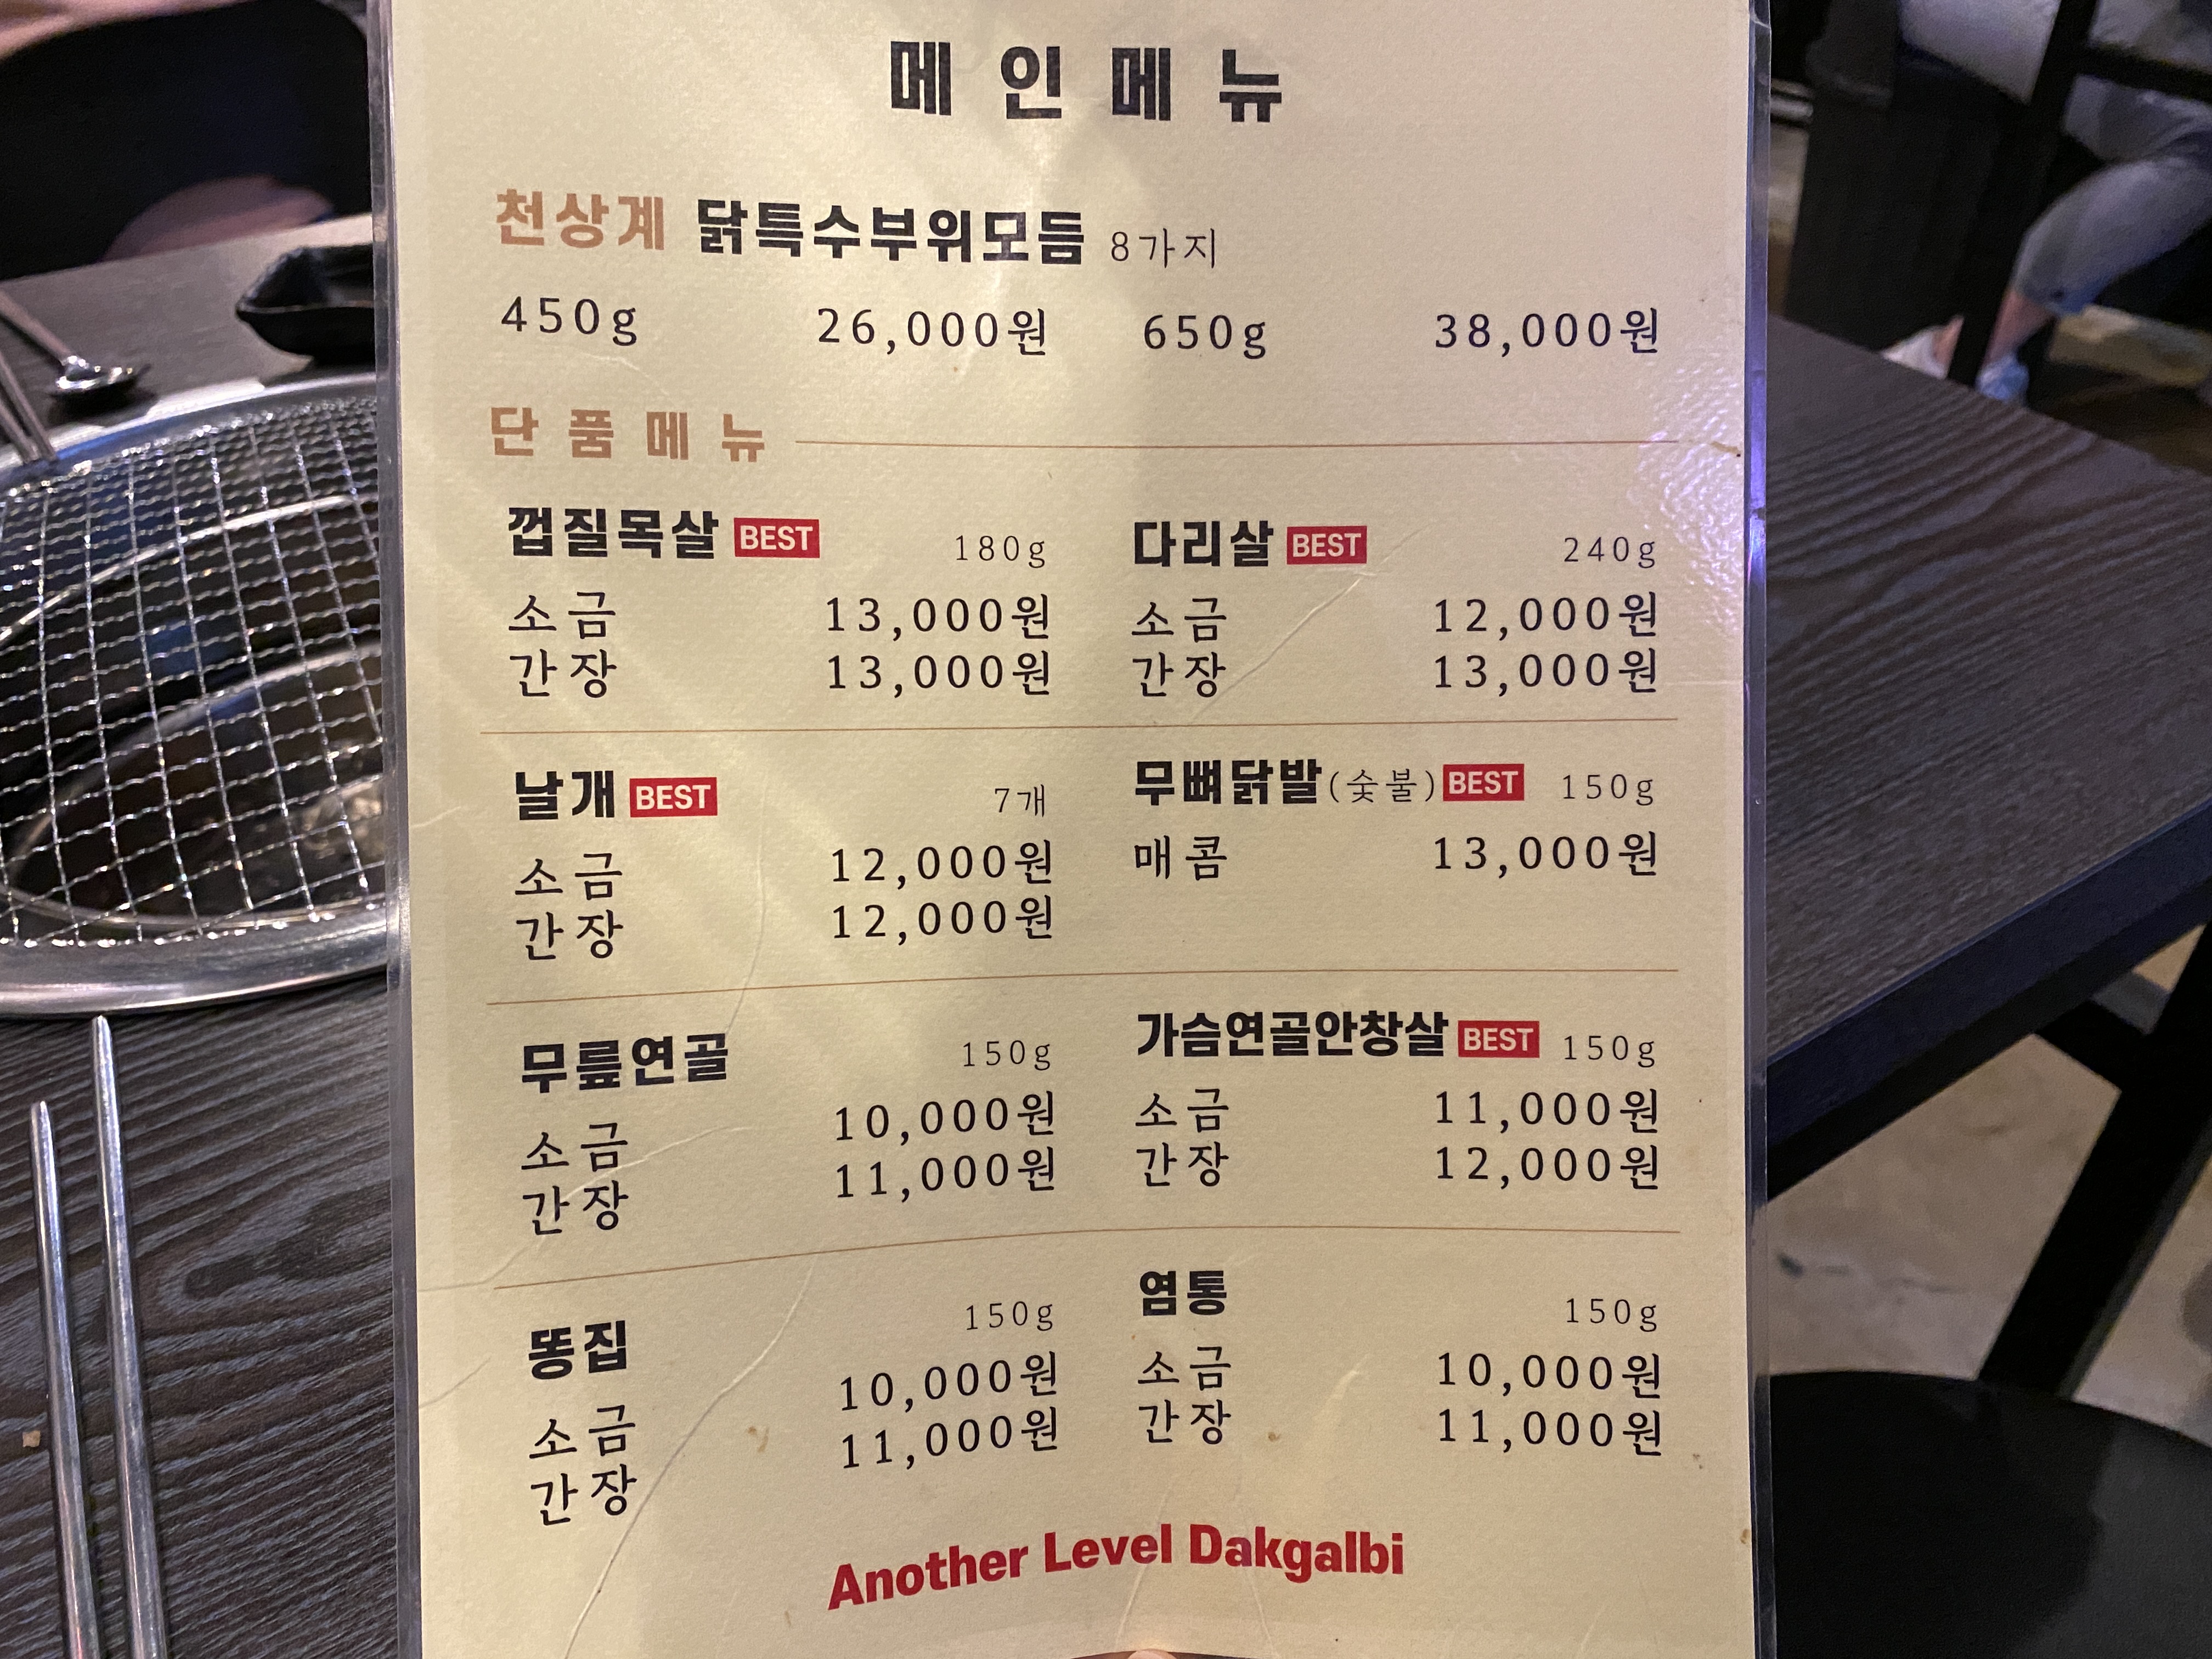 메인메뉴
천상계 닭특수부위모듬 8가지
450g 26,000원 650g 38,000원
단품메뉴
껍질목살 BEST 180g
소금 13,000원
간장 13,000원
다리살 BEST 240g
소금 12,000원
간장 13,000원
날개 BEST 7개
소금 12,000원
간장 12,000원
무뼈닭발(숯불) BEST 150g
매콤 13,000원
무릎연골 150g
소금 10,000원
간장 11,000원
가슴연골안창살 BEST 150g
소금 11,000원
간장 12,000원
똥집 150g
소금 10,000원
간장 11,000원
염통 150g
소금 10,000원
간장 11,000원
Another Level Dakgalbi